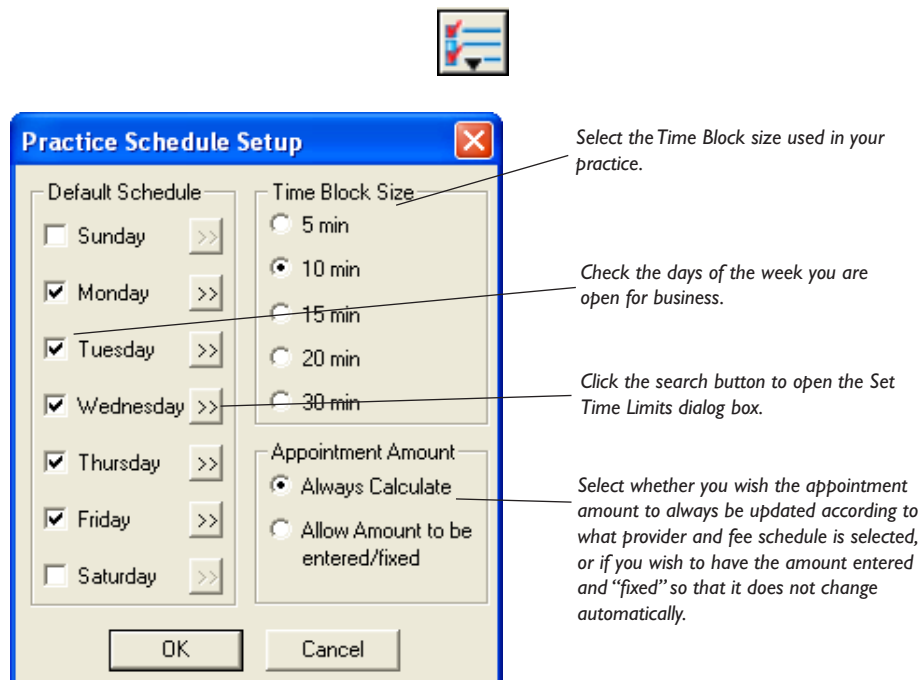 Practice Schedule Setup
Default Schedule
Sunday >>
Monday >>
Tuesday >>
Wednesday >>
Thursday >>
Friday >>
Saturday >>
Time Block Size
5 min
10 min
15 min
20 min
30 min
Appointment Amount
Always Calculate
Allow Amount to be
entered/fixed
OK
Cancel
Select the Time Block size used in your
practice.
Check the days of the week you are
open for business.
Click the search button to open the Set
Time Limits dialog box.
Select whether you wish the appointment
amount to always be updated according to
what provider and fee schedule is selected,
or if you wish to have the amount entered
and “fixed” so that it does not change
automatically.